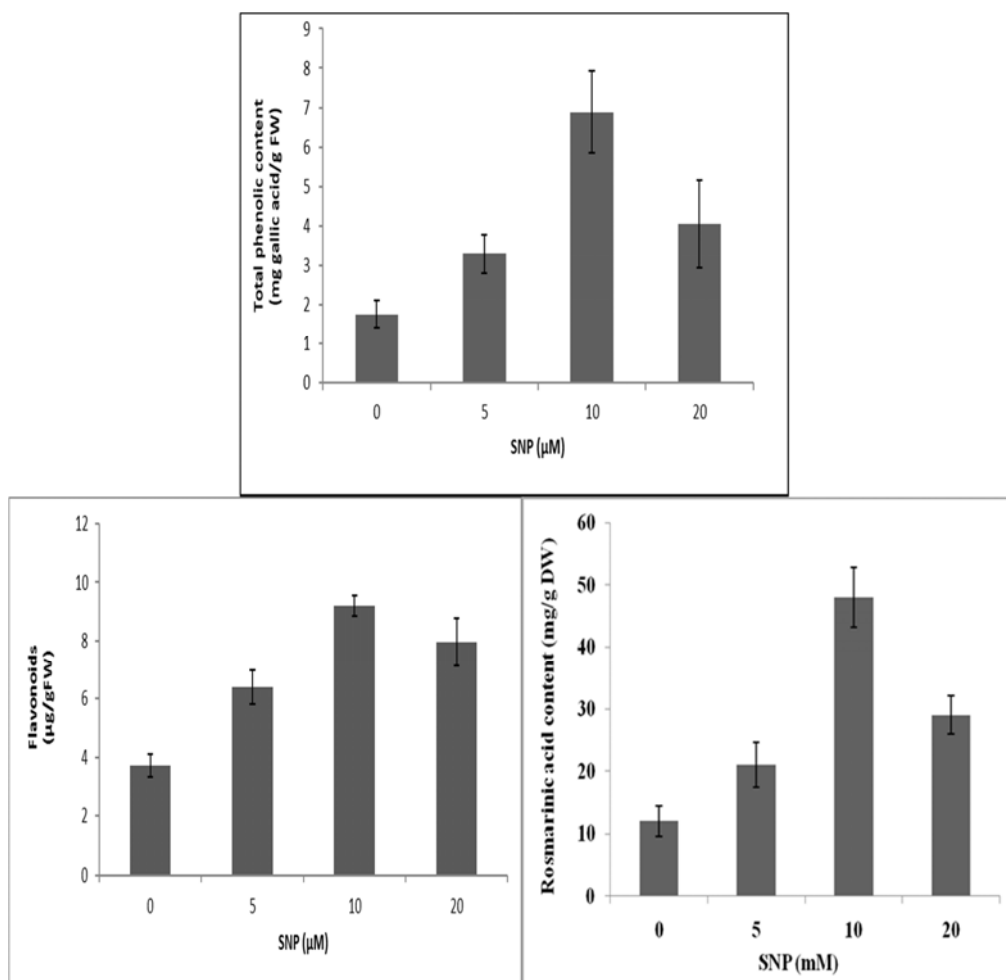 Total phenolic content
(mg gallic acid/g FW)
9
8
7
6
5
4
3
2
1
0
0 5 10 20
SNP (µM)
Flavonoids
(µg/gFW)
12
10
8
6
4
2
0
0 5 10 20
SNP (µM)
Rosmarinic acid content (mg/g DW)
60
50
40
30
20
10
0
0 5 10 20
SNP (mM)